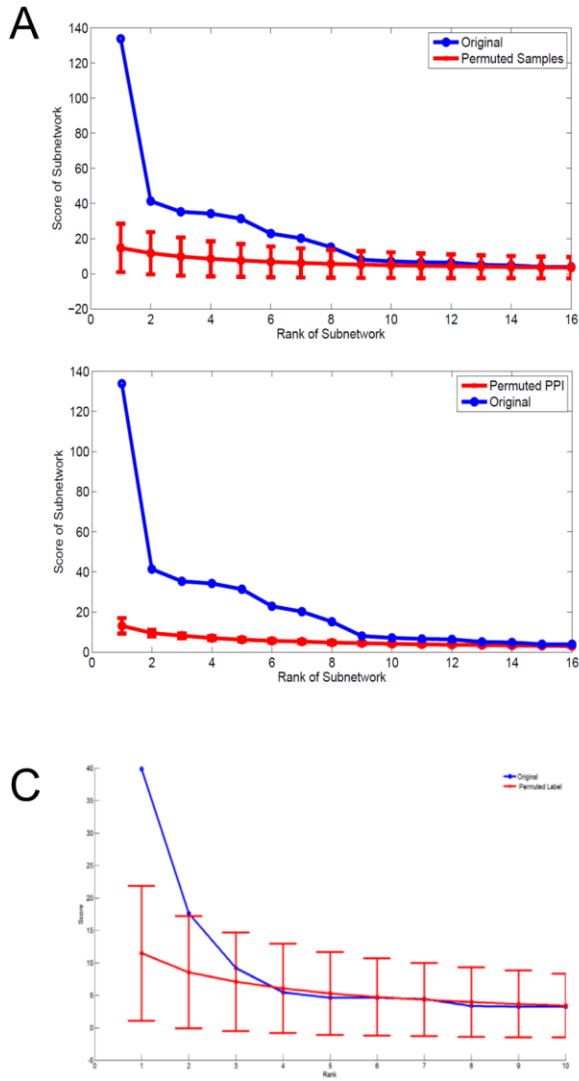 A
140
120
100
80
60
40
20
0
−20
Score of Subnetwork
Original
Permuted Samples
0 2 4 6 8 10 12 14 16
Rank of Subnetwork
140
120
100
80
60
40
20
0
Score of Subnetwork
Permuted PPI
Original
0 2 4 6 8 10 12 14 16
Rank of Subnetwork
C
40
35
30
25
20
15
10
5
0
-5
Score
Original
Permuted Label
0 1 2 3 4 5 6 7 8 9 10
Rank